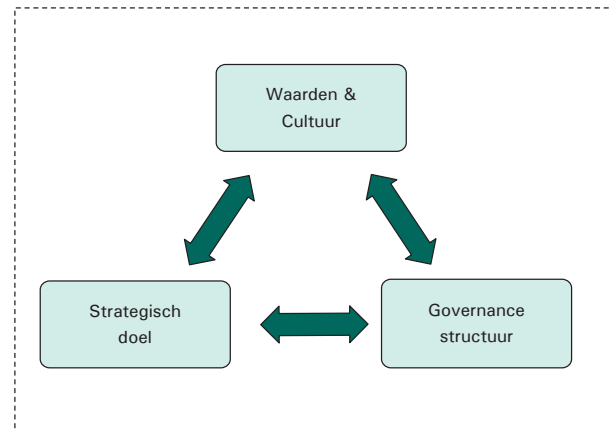 Waarden &
Cultuur
Strategisch
doel
Governance
structuur